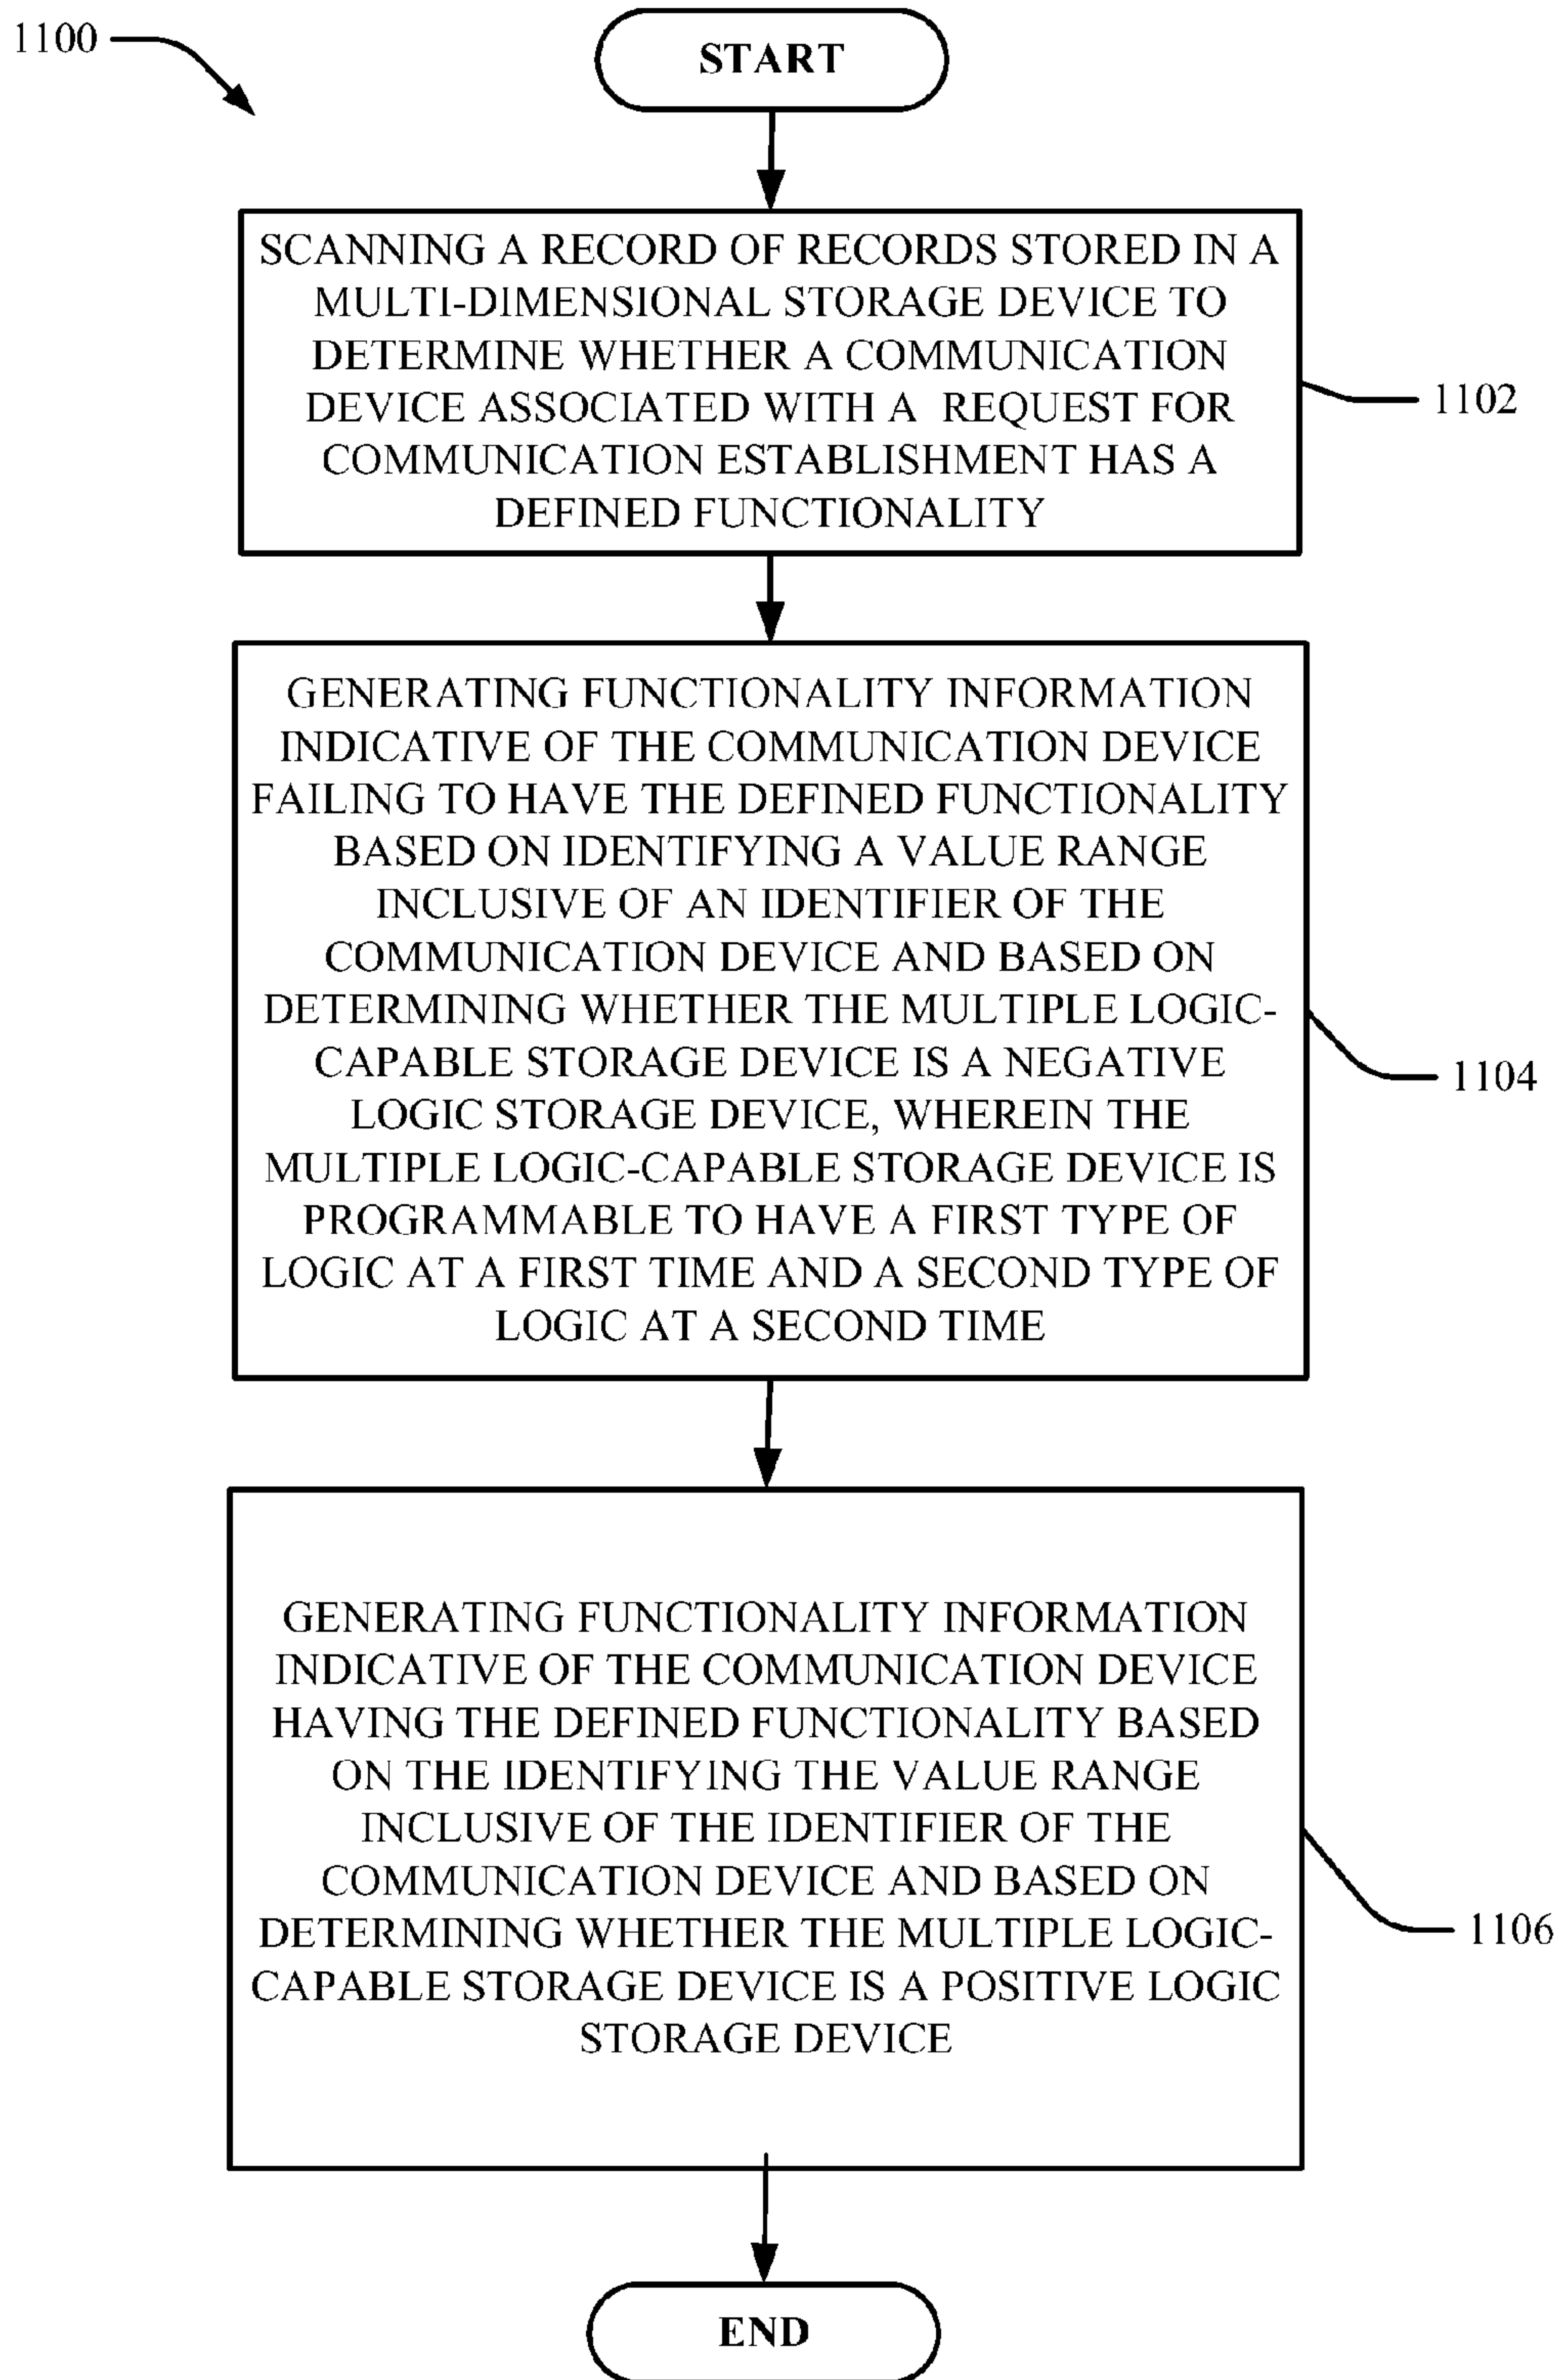 1100
START
SCANNING A RECORD OF RECORDS STORED IN A
MULTI-DIMENSIONAL STORAGE DEVICE TO
DETERMINE WHETHER A COMMUNICATION
DEVICE ASSOCIATED WITH A REQUEST FOR
COMMUNICATION ESTABLISHMENT HAS A
DEFINED FUNCTIONALITY
1102
GENERATING FUNCTIONALITY INFORMATION
INDICATIVE OF THE COMMUNICATION DEVICE
FAILING TO HAVE THE DEFINED FUNCTIONALITY
BASED ON IDENTIFYING A VALUE RANGE
INCLUSIVE OF AN IDENTIFIER OF THE
COMMUNICATION DEVICE AND BASED ON
DETERMINING WHETHER THE MULTIPLE LOGIC-
CAPABLE STORAGE DEVICE IS A NEGATIVE
LOGIC STORAGE DEVICE, WHEREIN THE
MULTIPLE LOGIC-CAPABLE STORAGE DEVICE IS
PROGRAMMABLE TO HAVE A FIRST TYPE OF
LOGIC AT A FIRST TIME AND A SECOND TYPE OF
LOGIC AT A SECOND TIME
1104
GENERATING FUNCTIONALITY INFORMATION
INDICATIVE OF THE COMMUNICATION DEVICE
HAVING THE DEFINED FUNCTIONALITY BASED
ON THE IDENTIFYING THE VALUE RANGE
INCLUSIVE OF THE IDENTIFIER OF THE
COMMUNICATION DEVICE AND BASED ON
DETERMINING WHETHER THE MULTIPLE LOGIC-
CAPABLE STORAGE DEVICE IS A POSITIVE LOGIC
STORAGE DEVICE
1106
END